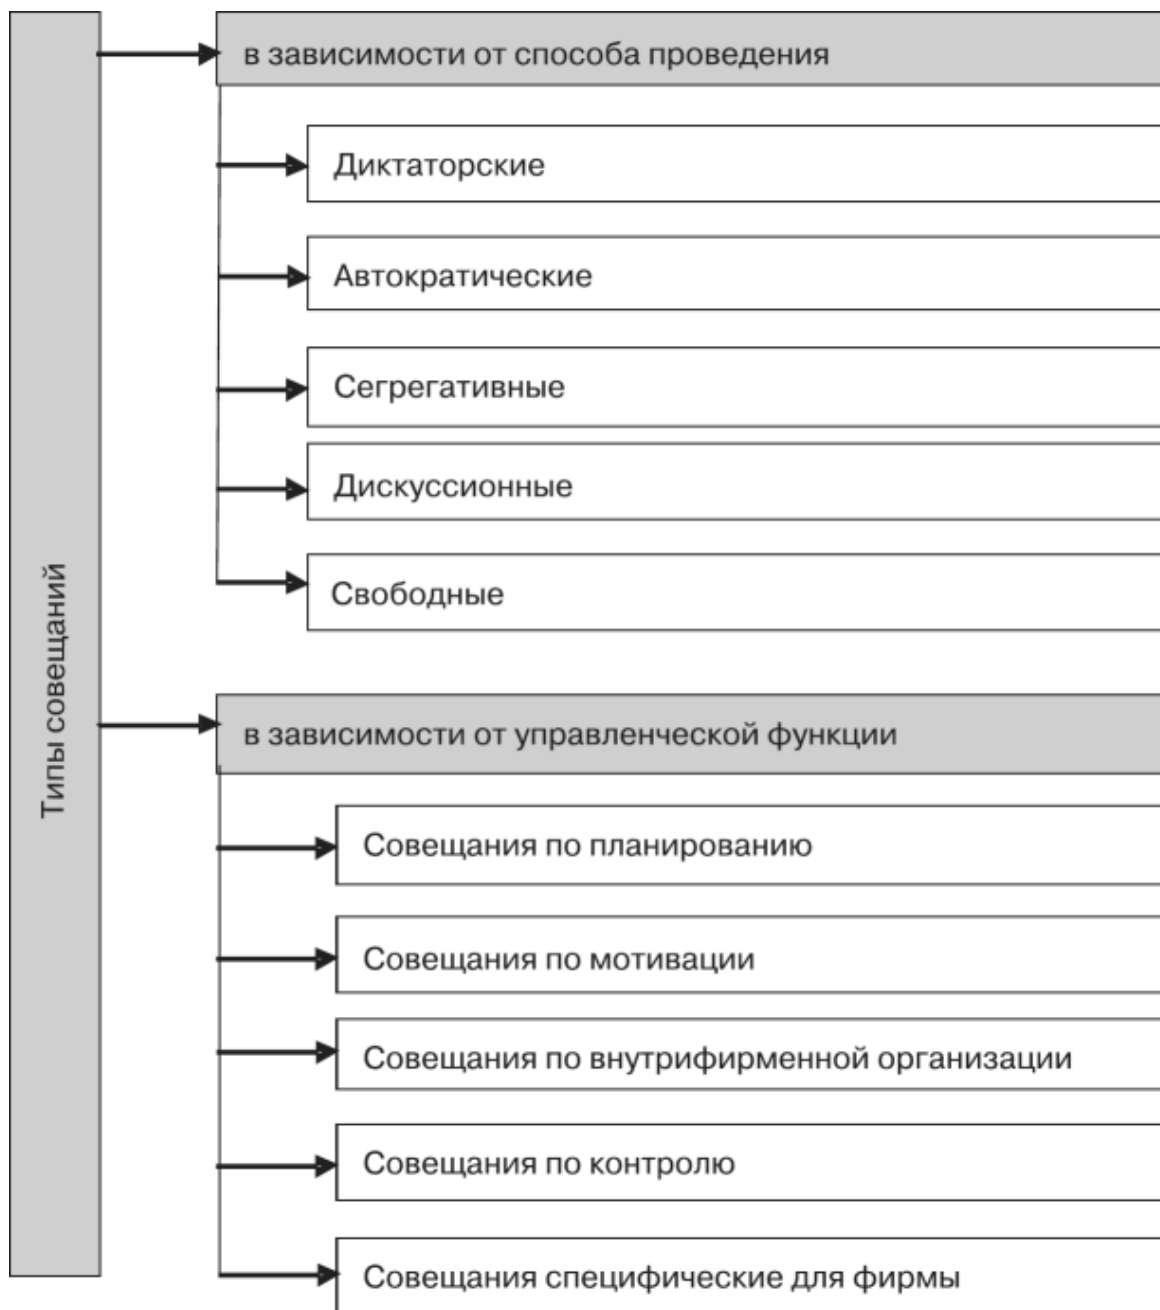 Типы совещаний
в зависимости от способа проведения
Диктаторские
Автократические
Сегрегативные
Дискуссионные
Свободные
в зависимости от управленческой функции
Совещания по планированию
Совещания по мотивации
Совещания по внутрифирменной организации
Совещания по контролю
Совещания специфические для фирмы